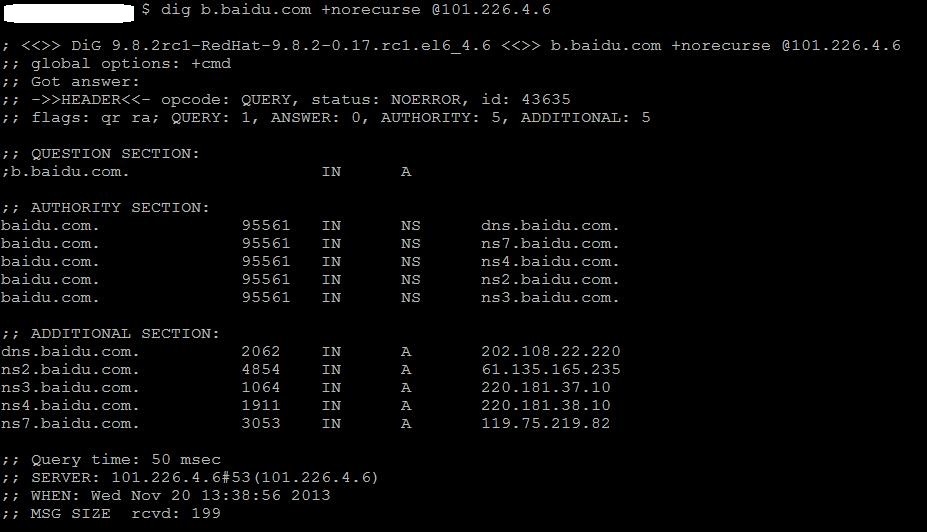 $ dig b.baidu.com +norecurse @101.226.4.6
; <<>> DiG 9.8.2rc1-RedHat-9.8.2-0.17.rc1.el6_4.6 <<>> b.baidu.com +norecurse @101.226.4.6
;; global options: +cmd
;; Got answer:
;; ->>HEADER<<- opcode: QUERY, status: NOERROR, id: 43635
;; flags: qr ra; QUERY: 1, ANSWER: 0, AUTHORITY: 5, ADDITIONAL: 5
;; QUESTION SECTION:
;b.baidu.com. IN A
;; AUTHORITY SECTION:
baidu.com. 95561 IN NS dns.baidu.com.
baidu.com. 95561 IN NS ns7.baidu.com.
baidu.com. 95561 IN NS ns4.baidu.com.
baidu.com. 95561 IN NS ns2.baidu.com.
baidu.com. 95561 IN NS ns3.baidu.com.
;; ADDITIONAL SECTION:
dns.baidu.com. 2062 IN A 202.108.22.220
ns2.baidu.com. 4854 IN A 61.135.165.235
ns3.baidu.com. 1064 IN A 220.181.37.10
ns4.baidu.com. 1911 IN A 220.181.38.10
ns7.baidu.com. 3053 IN A 119.75.219.82
;; Query time: 50 msec
;; SERVER: 101.226.4.6#53(101.226.4.6)
;; WHEN: Wed Nov 20 13:38:56 2013
;; MSG SIZE rcvd: 199